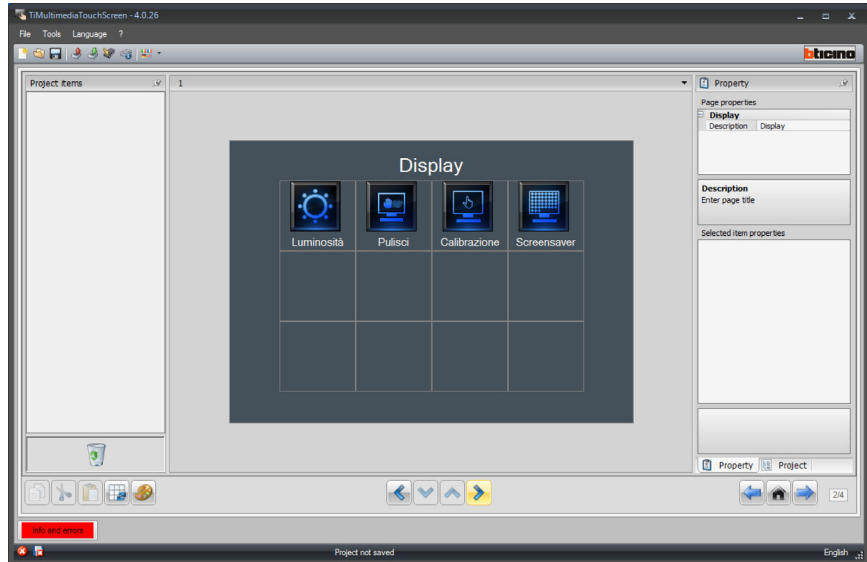 TiMultimediaTouchScreen - 4.0.26
File Tools Language ?
bticino
Project items
1
Property
Page properties
Display
Description Display
Display
Description
Enter page title
Luminosità Pulisci Calibrazione Screensaver
Selected item properties
Property Project
2/4
Info and errors
Project not saved
English